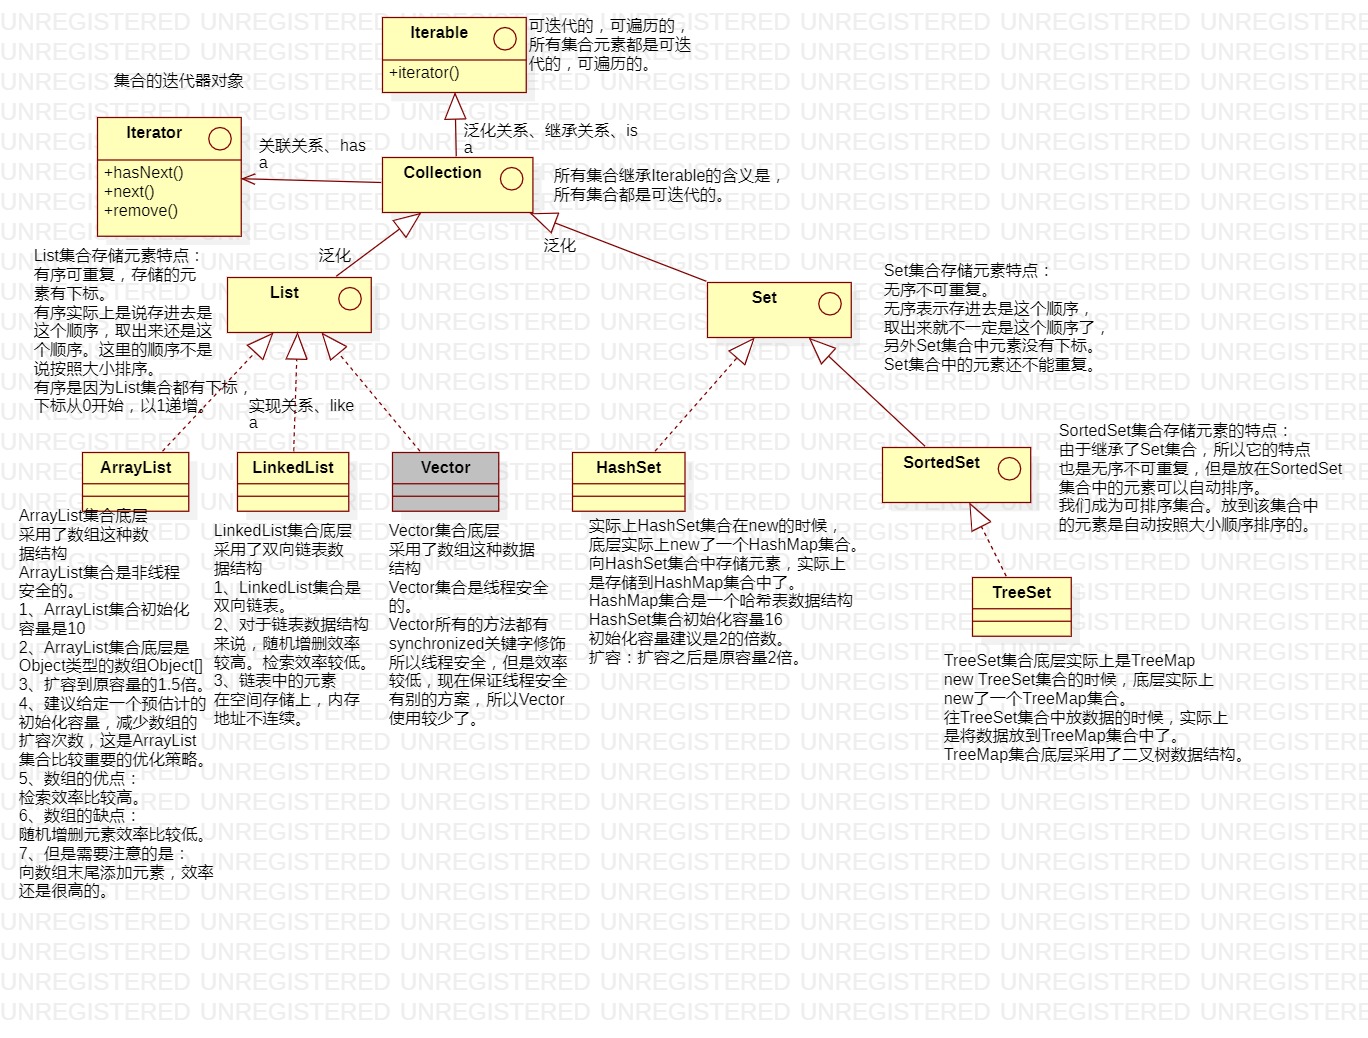 Iterable
+iterator()
可迭代的，可遍历的，
所有集合元素都是可迭
代的，可遍历的。
集合的迭代器对象
Iterator
+hasNext()
+next()
+remove()
关联关系、has
a
泛化关系、继承关系、is
a
Collection
所有集合继承Iterable的含义是，
所有集合都是可迭代的。
泛化
泛化
List集合存储元素特点：
有序可重复，存储的元
素有下标。
有序实际上是说存进去是
这个顺序，取出来还是这
个顺序。这里的顺序不是
说按照大小排序。
有序是因为List集合都有下标，
下标从0开始，以1递增。
List
Set
Set集合存储元素特点：
无序不可重复。
无序表示存进去是这个顺序，
取出来就不一定是这个顺序了，
另外Set集合中元素没有下标。
Set集合中的元素还不能重复。
实现关系、like
a
ArrayList
LinkedList
Vector
HashSet
SortedSet
SortedSet集合存储元素的特点：
由于继承了Set集合，所以它的特点
也是无序不可重复，但是放在SortedSet
集合中的元素可以自动排序。
我们成为可排序集合。放到该集合中
的元素是自动按照大小顺序排序的。
ArrayList集合底层
采用了数组这种数
据结构
ArrayList集合是非线程
安全的。
1、ArrayList集合初始化
容量是10
2、ArrayList集合底层是
Object类型的数组Object[]
3、扩容到原容量的1.5倍。
4、建议给定一个预估计的
初始化容量，减少数组的
扩容次数，这是ArrayList
集合比较重要的优化策略。
5、数组的优点：
检索效率比较高。
6、数组的缺点：
随机增删元素效率比较低。
7、但是需要注意的是：
向数组末尾添加元素，效率
还是很高的。
LinkedList集合底层
采用了双向链表数
据结构
1、LinkedList集合是
双向链表。
2、对于链表数据结构
来说，随机增删效率
较高。检索效率较低。
3、链表中的元素
在空间存储上，内存
地址不连续。
Vector集合底层
采用了数组这种数据
结构
Vector集合是线程安全
的。
Vector所有的方法都有
synchronized关键字修饰
所以线程安全，但是效率
较低，现在保证线程安全
有别的方案，所以Vector
使用较少了。
实际上HashSet集合在new的时候，
底层实际上new了一个HashMap集合。
向HashSet集合中存储元素，实际上
是存储到HashMap集合中了。
HashMap集合是一个哈希表数据结构
HashSet集合初始化容量16
初始化容量建议是2的倍数。
扩容：扩容之后是原容量2倍。
TreeSet
TreeSet集合底层实际上是TreeMap
new TreeSet集合的时候，底层实际上
new了一个TreeMap集合。
往TreeSet集合中放数据的时候，实际上
是将数据放到TreeMap集合中了。
TreeMap集合底层采用了二叉树数据结构。